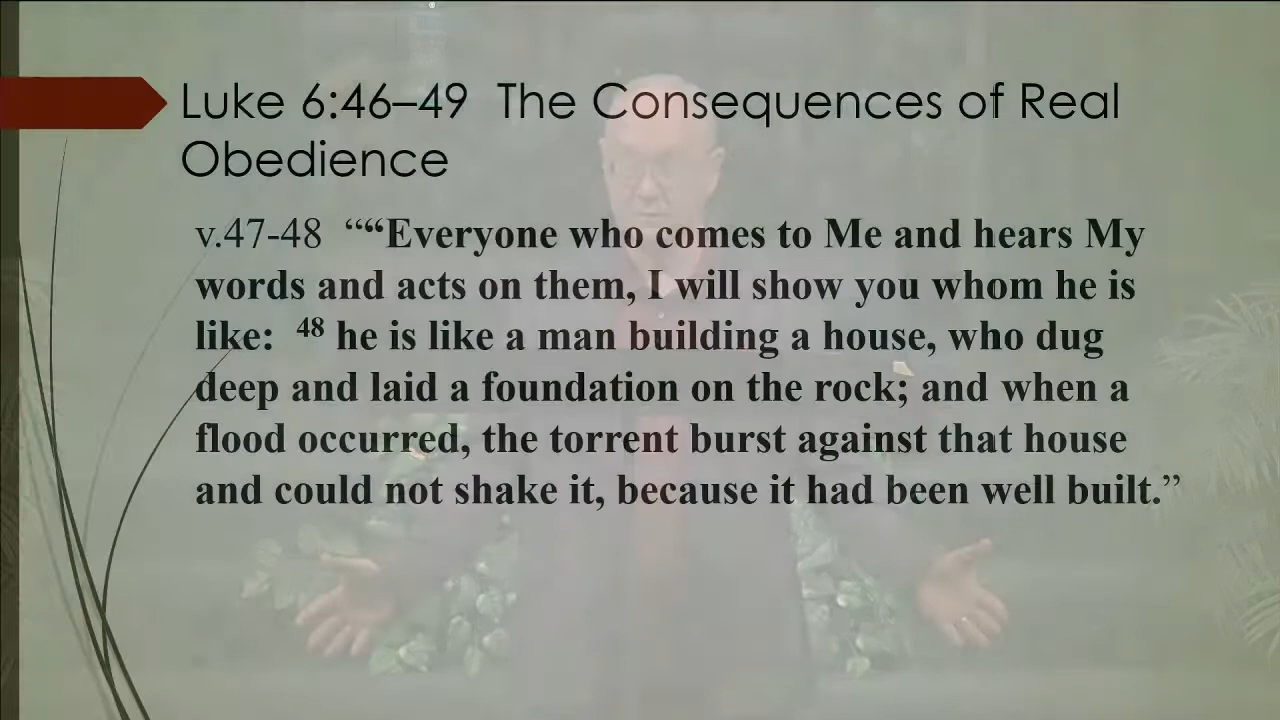 Luke 6:46–49  The Consequences of Real
Obedience
v.47-48  ““Everyone who comes to Me and hears My
words and acts on them, I will show you whom he is
like:  48 he is like a man building a house, who dug
deep and laid a foundation on the rock; and when a
flood occurred, the torrent burst against that house
and could not shake it, because it had been well built.”